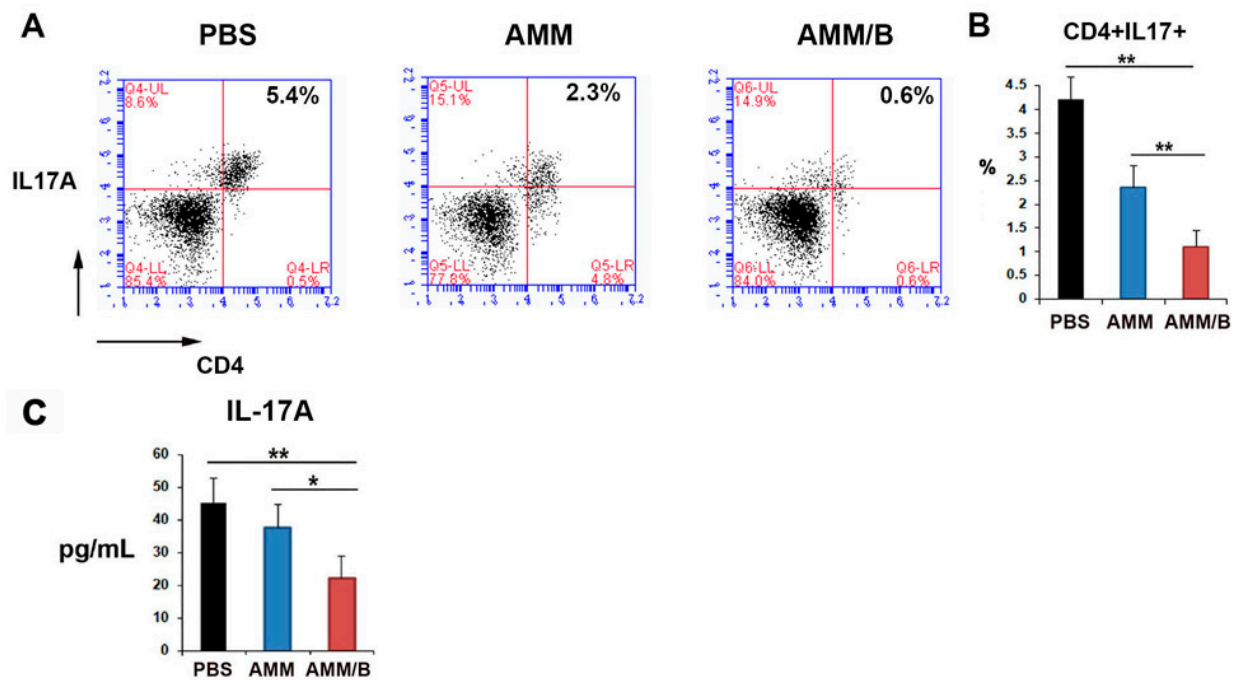 A
PBS
AMM
AMM/B
Q4-UL
8.6%
5.4%
Q4-LL
85.4%
Q4-LR
0.5%
Q5-UL
15.1%
2.3%
Q5-LL
77.8%
Q5-LR
4.8%
Q6-UL
14.9%
0.6%
Q6-LL
84.0%
Q6-LR
0.6%
IL17A
CD4
B
CD4+IL17+
**
**
%
4.5
4
3.5
3
2.5
2
1.5
1
0.5
0
PBS AMM AMM/B
C
IL-17A
**
*
pg/mL
60
50
40
30
20
10
0
PBS AMM AMM/B